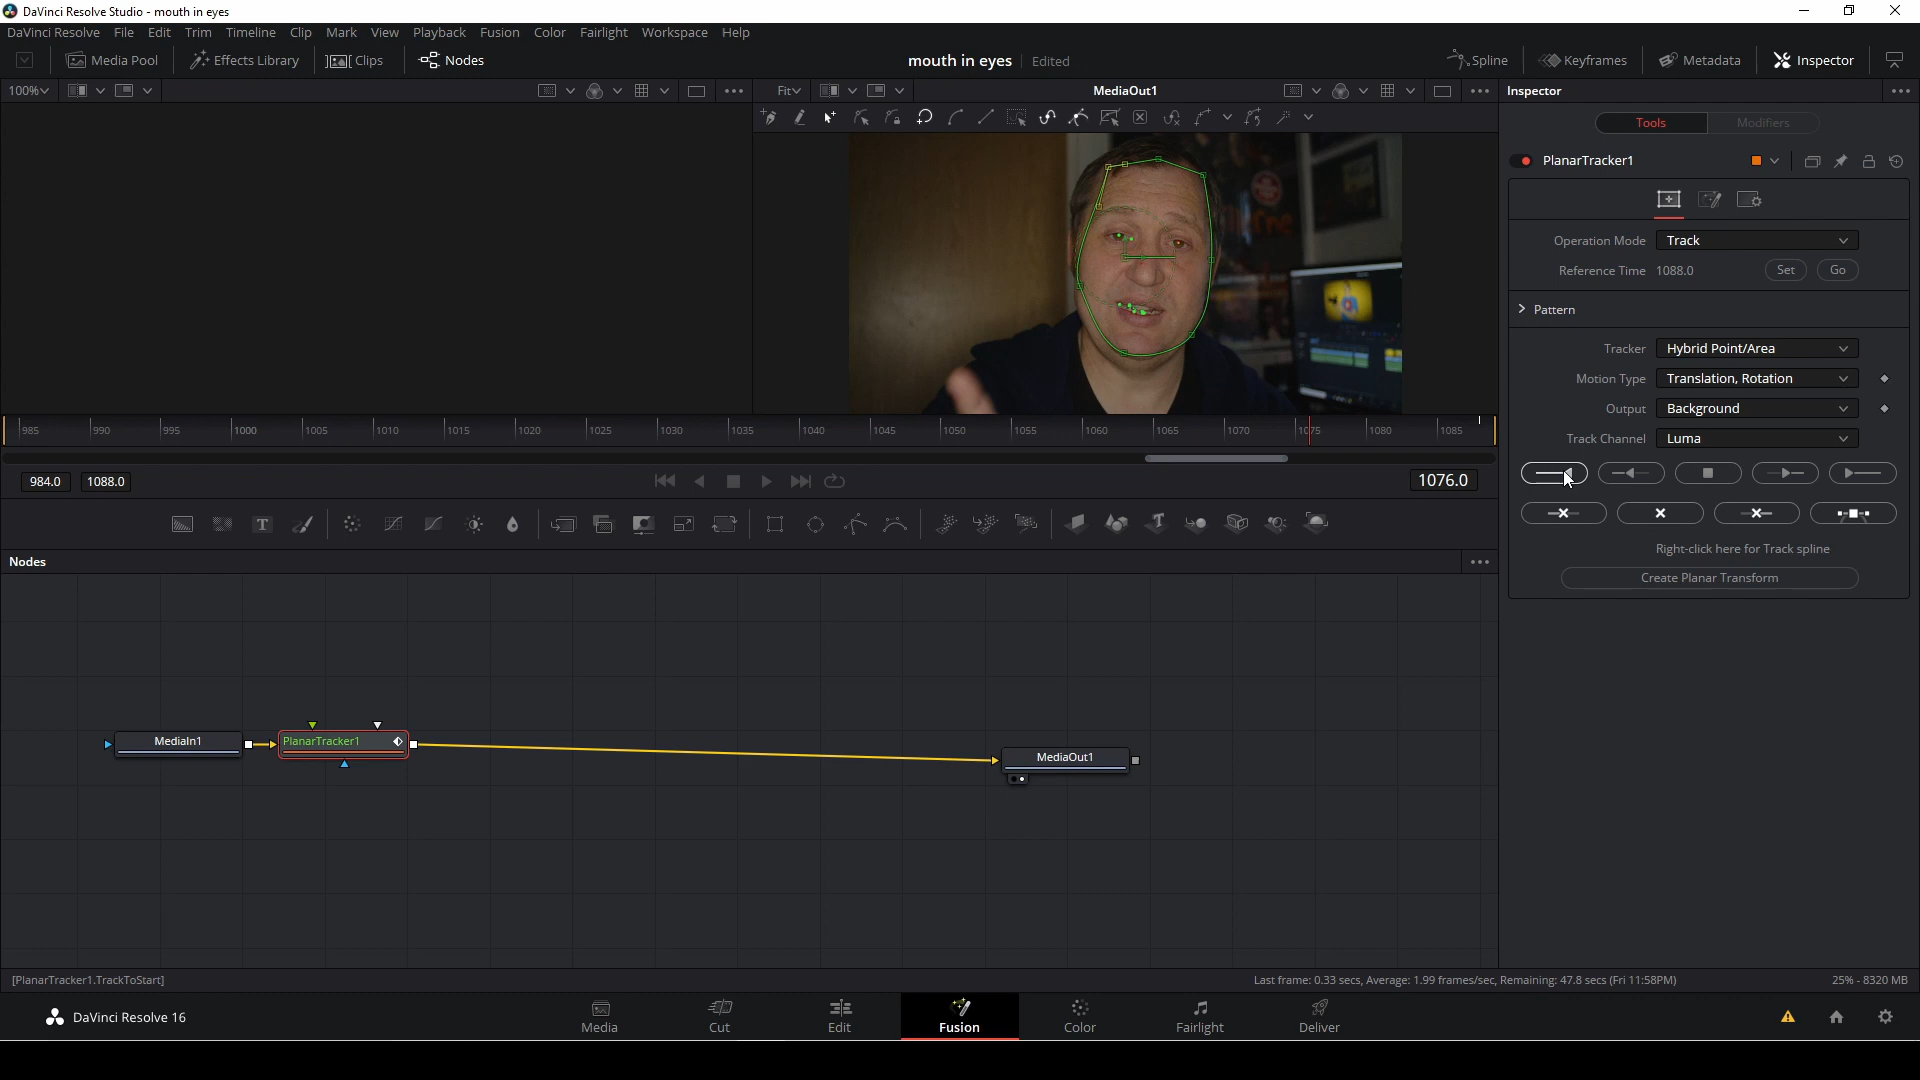 DaVinci Resolve Studio - mouth in eyes
DaVinci Resolve File Edit Trim Timeline Clip Mark View Playback Fusion Color Fairlight Workspace Help
Media Pool Effects Library Clips Nodes mouth in eyes Edited Spline Keyframes Metadata Inspector
100% Fit MediaOut1 Inspector
Tools Modifiers
PlanarTracker1
Operation Mode Track
Reference Time 1088.0 Set Go
Pattern
Tracker Hybrid Point/Area
Motion Type Translation, Rotation
Output Background
Track Channel Luma
985 990 995 1000 1005 1010 1015 1020 1025 1030 1035 1040 1045 1050 1055 1060 1065 1070 1075 1080 1085
984.0 1088.0 1076.0
Right-click here for Track spline
Create Planar Transform
Nodes
MediaIn1 PlanarTracker1 MediaOut1
[PlanarTracker1.TrackToStart] Last frame: 0.33 secs, Average: 1.99 frames/sec, Remaining: 47.8 secs (Fri 11:58PM) 25% - 8320 MB
DaVinci Resolve 16 Media Cut Edit Fusion Color Fairlight Deliver